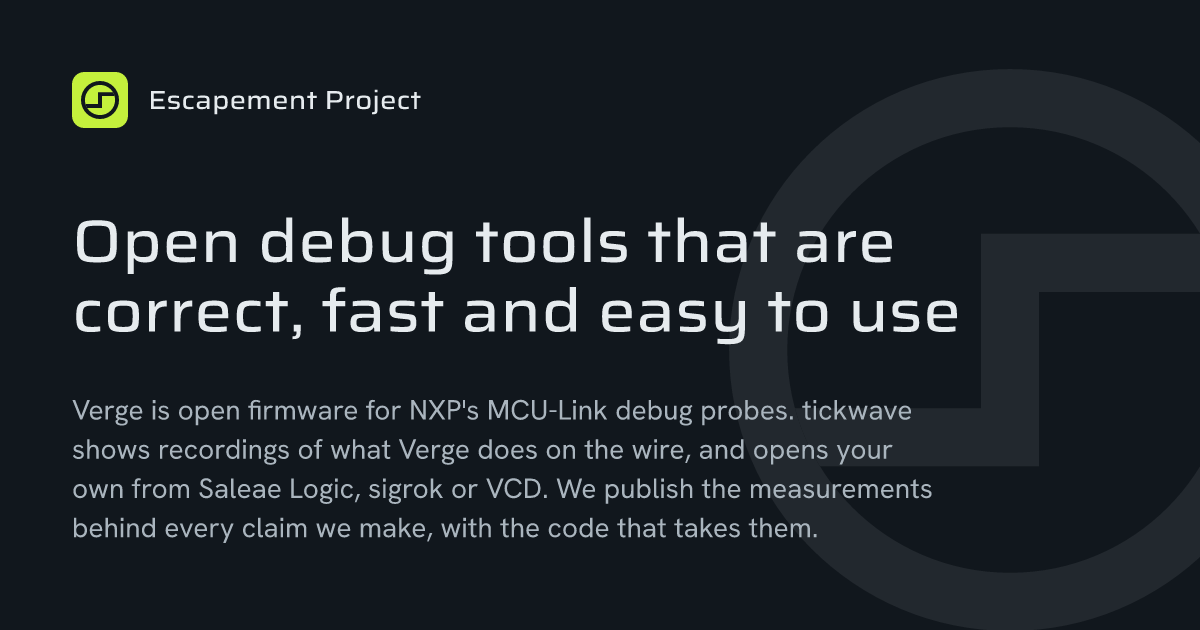 Escapement Project
Open debug tools that are
correct, fast and easy to use
Verge is open firmware for NXP's MCU-Link debug probes. tickwave
shows recordings of what Verge does on the wire, and opens your
own from Saleae Logic, sigrok or VCD. We publish the measurements
behind every claim we make, with the code that takes them.